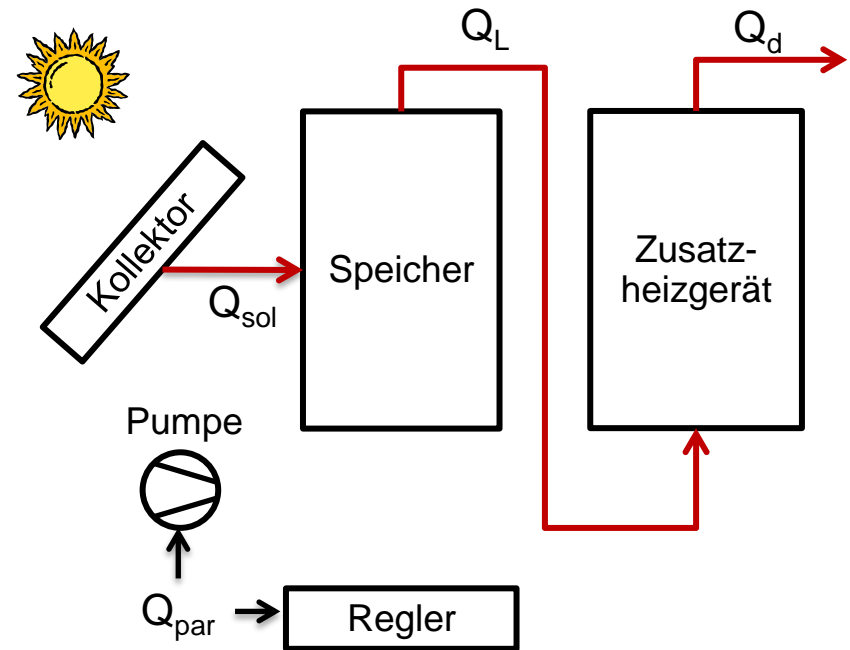 Q_L
Q_d
Kollektor
Q_sol
Speicher
Zusatz-
heizgerät
Pumpe
Q_par
Regler